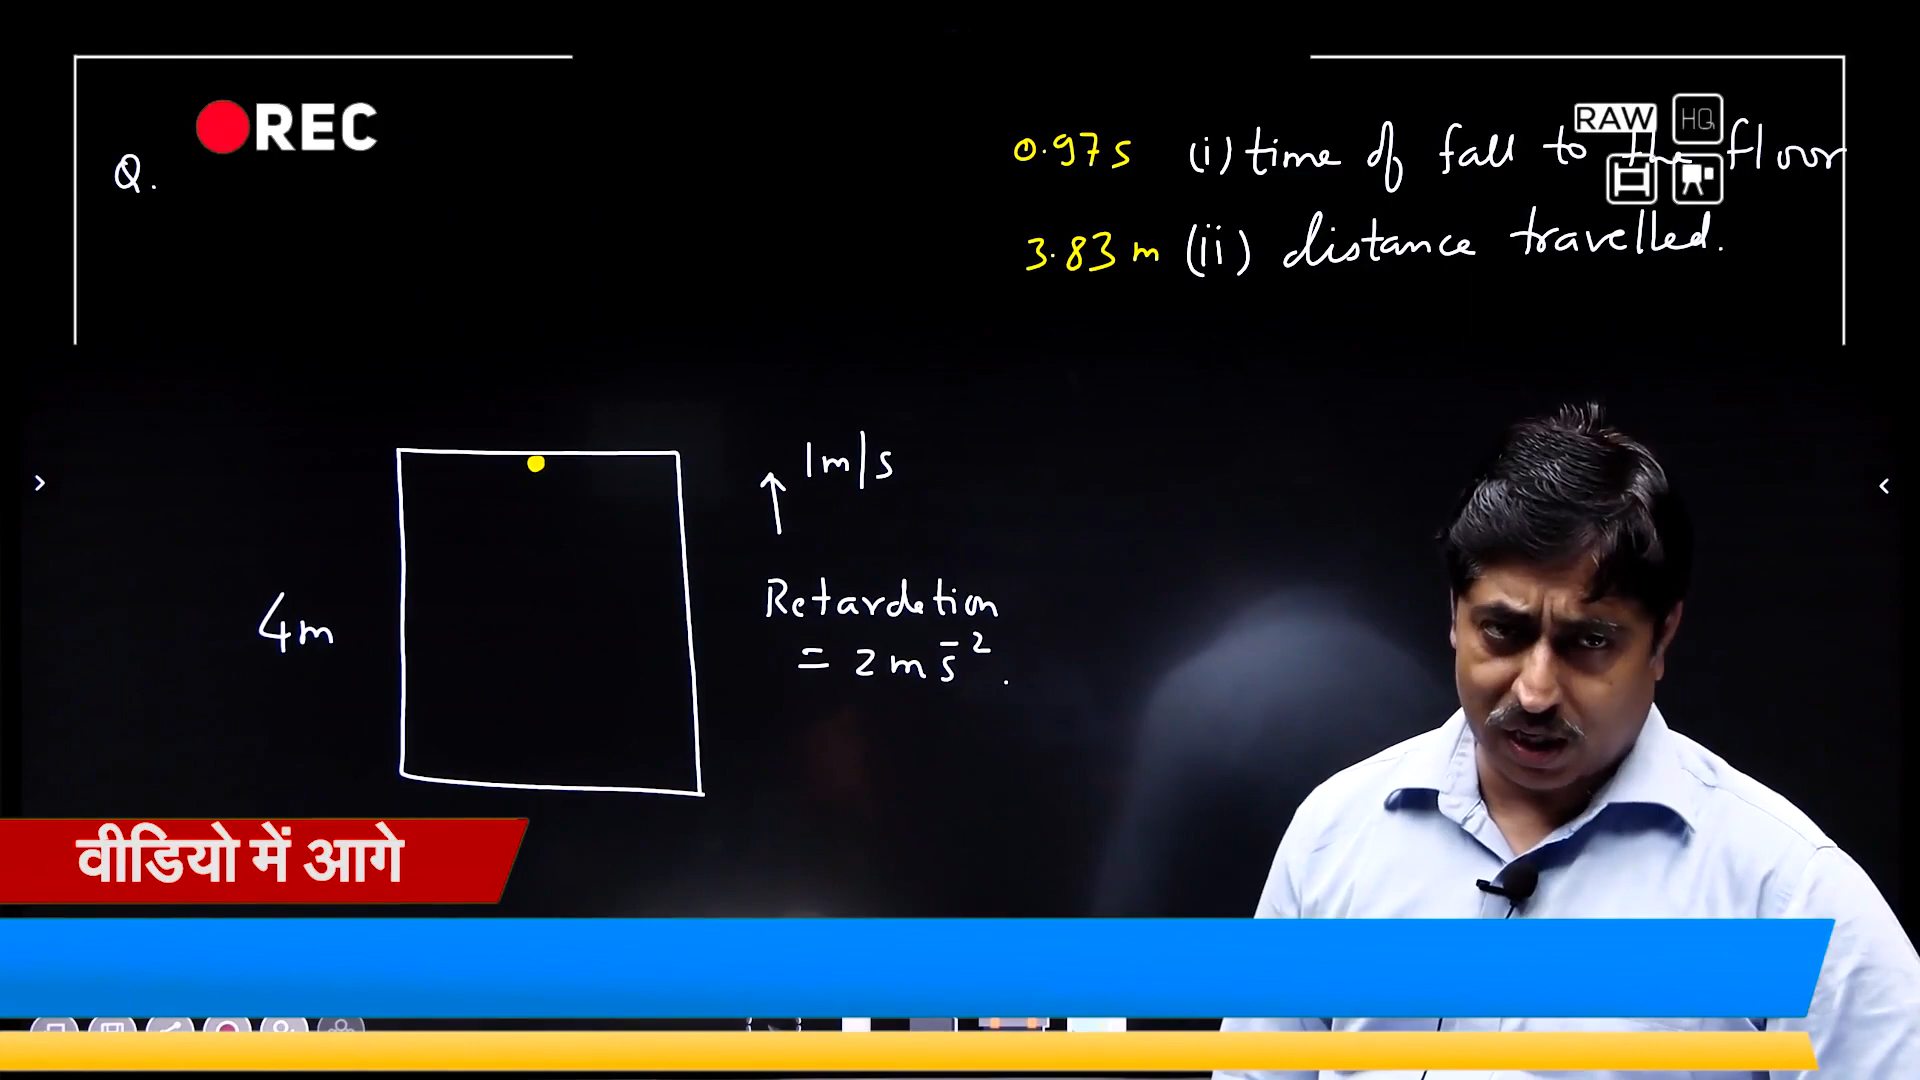 REC
RAW HQ
Q.
0.97 s (i) time of fall to the floor
3.83 m (ii) distance travelled.
1m/s
4m
Retardetion
= 2 m s̄².
वीडियो में आगे